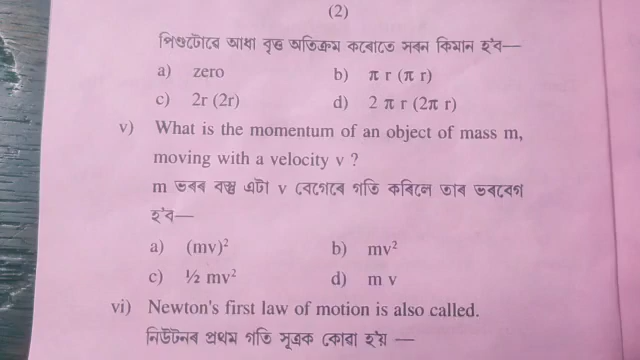 (2)
পিণ্ডটোৱে আধা বৃত্ত অতিক্ৰম কৰোতে সৰন কিমান হ'ব—
a) zero b) π r (π r)
c) 2r (2r) d) 2 π r (2π r)
v) What is the momentum of an object of mass m,
moving with a velocity v ?
m ভৰৰ বস্তু এটা v বেগেৰে গতি কৰিলে তাৰ ভৰবেগ
হ'ব—
a) (mv)² b) mv²
c) ½ mv² d) m v
vi) Newton's first law of motion is also called.
নিউটনৰ প্ৰথম গতি সূত্ৰক কোৱা হ'য় —